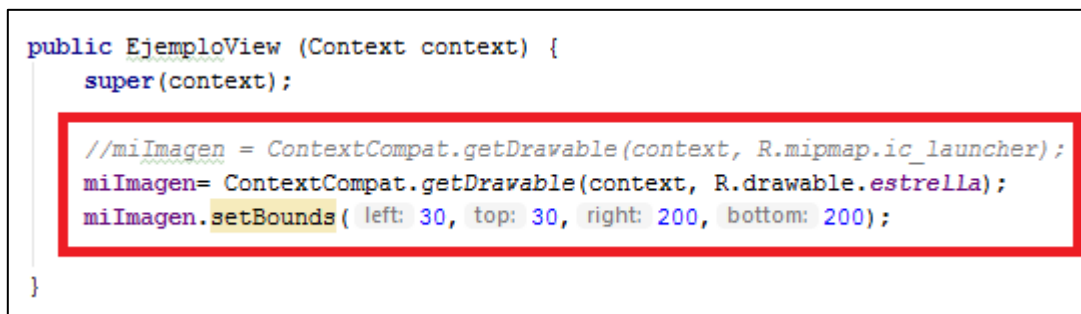 public EjemploView (Context context) {
super(context);
//miImagen = ContextCompat.getDrawable(context, R.mipmap.ic_launcher);
miImagen= ContextCompat.getDrawable(context, R.drawable.estrella);
miImagen.setBounds( left: 30, top: 30, right: 200, bottom: 200);
}